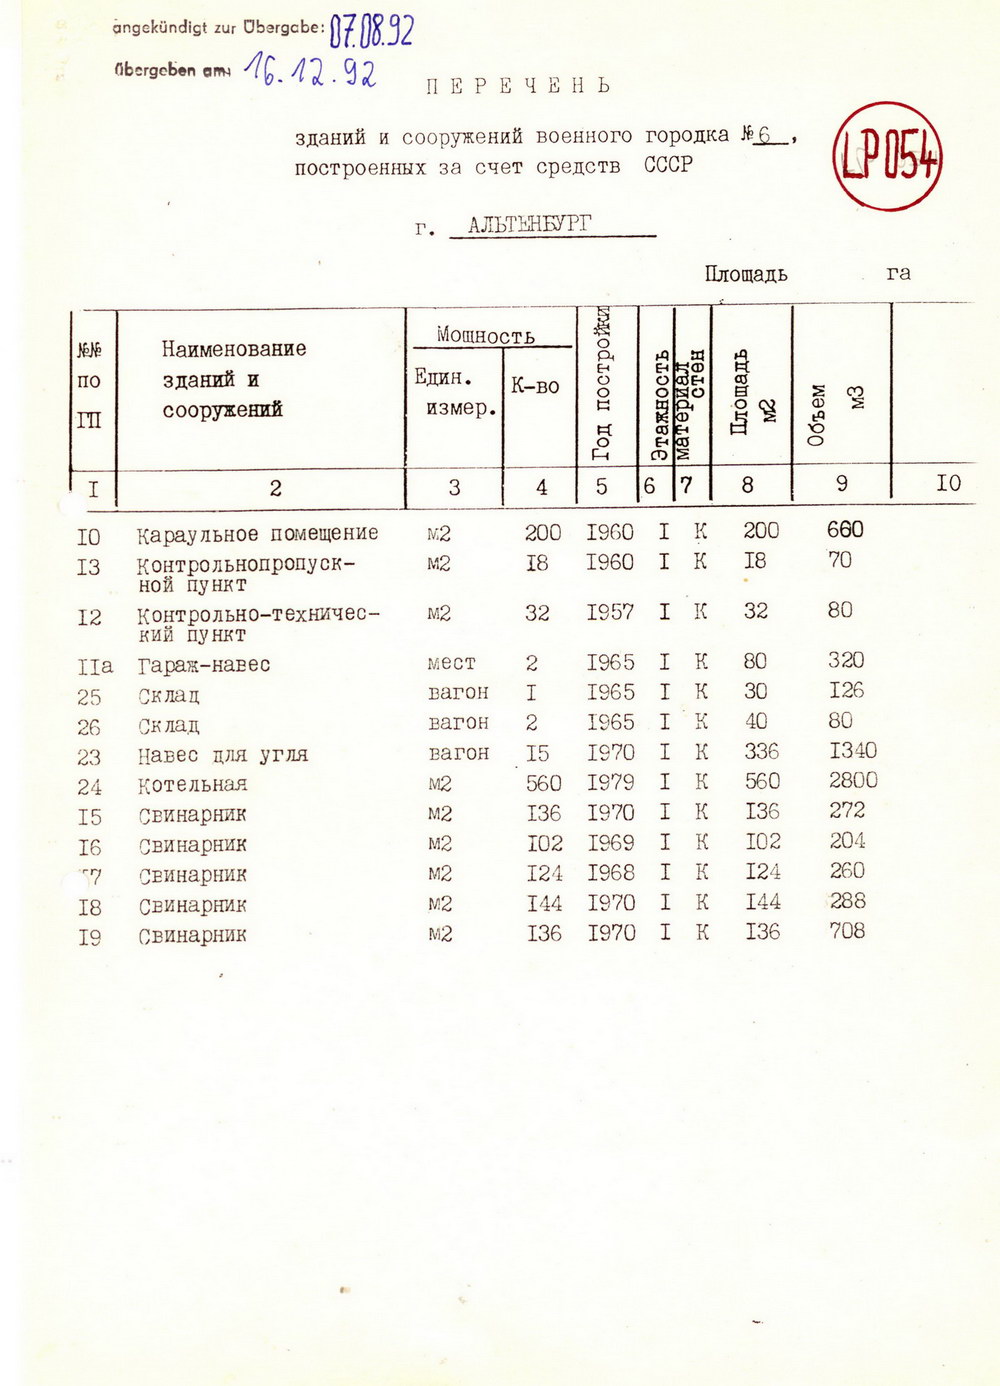 angekündigt zur Übergabe: 07.08.92
übergeben am: 16.12.92
ПЕРЕЧЕНЬ
зданий и сооружений военного городка №6,
построенных за счет средств СССР
LP 054
г. АЛЬТЕНБУРГ
Площадь га
№№ по ГП
Наименование зданий и сооружений
Мощность
Един. измер.
К-во
Год постройки
Этажность
материал стен
Площадь м2
Объем м3
I 2 3 4 5 6 7 8 9 IO
IO Караульное помещение м2 200 I960 I К 200 660
I3 Контрольнопропуск- м2 I8 I960 I К I8 70
ной пункт
I2 Контрольно-техничес- м2 32 I957 I К 32 80
кий пункт
IIа Гараж-навес мест 2 I965 I К 80 320
25 Склад вагон I I965 I К 30 I26
26 Склад вагон 2 I965 I К 40 80
23 Навес для угля вагон I5 I970 I К 336 I340
24 Котельная м2 560 I979 I К 560 2800
I5 Свинарник м2 I36 I970 I К I36 272
I6 Свинарник м2 I02 I969 I К I02 204
7 Свинарник м2 I24 I968 I К I24 260
I8 Свинарник м2 I44 I970 I К I44 288
I9 Свинарник м2 I36 I970 I К I36 708